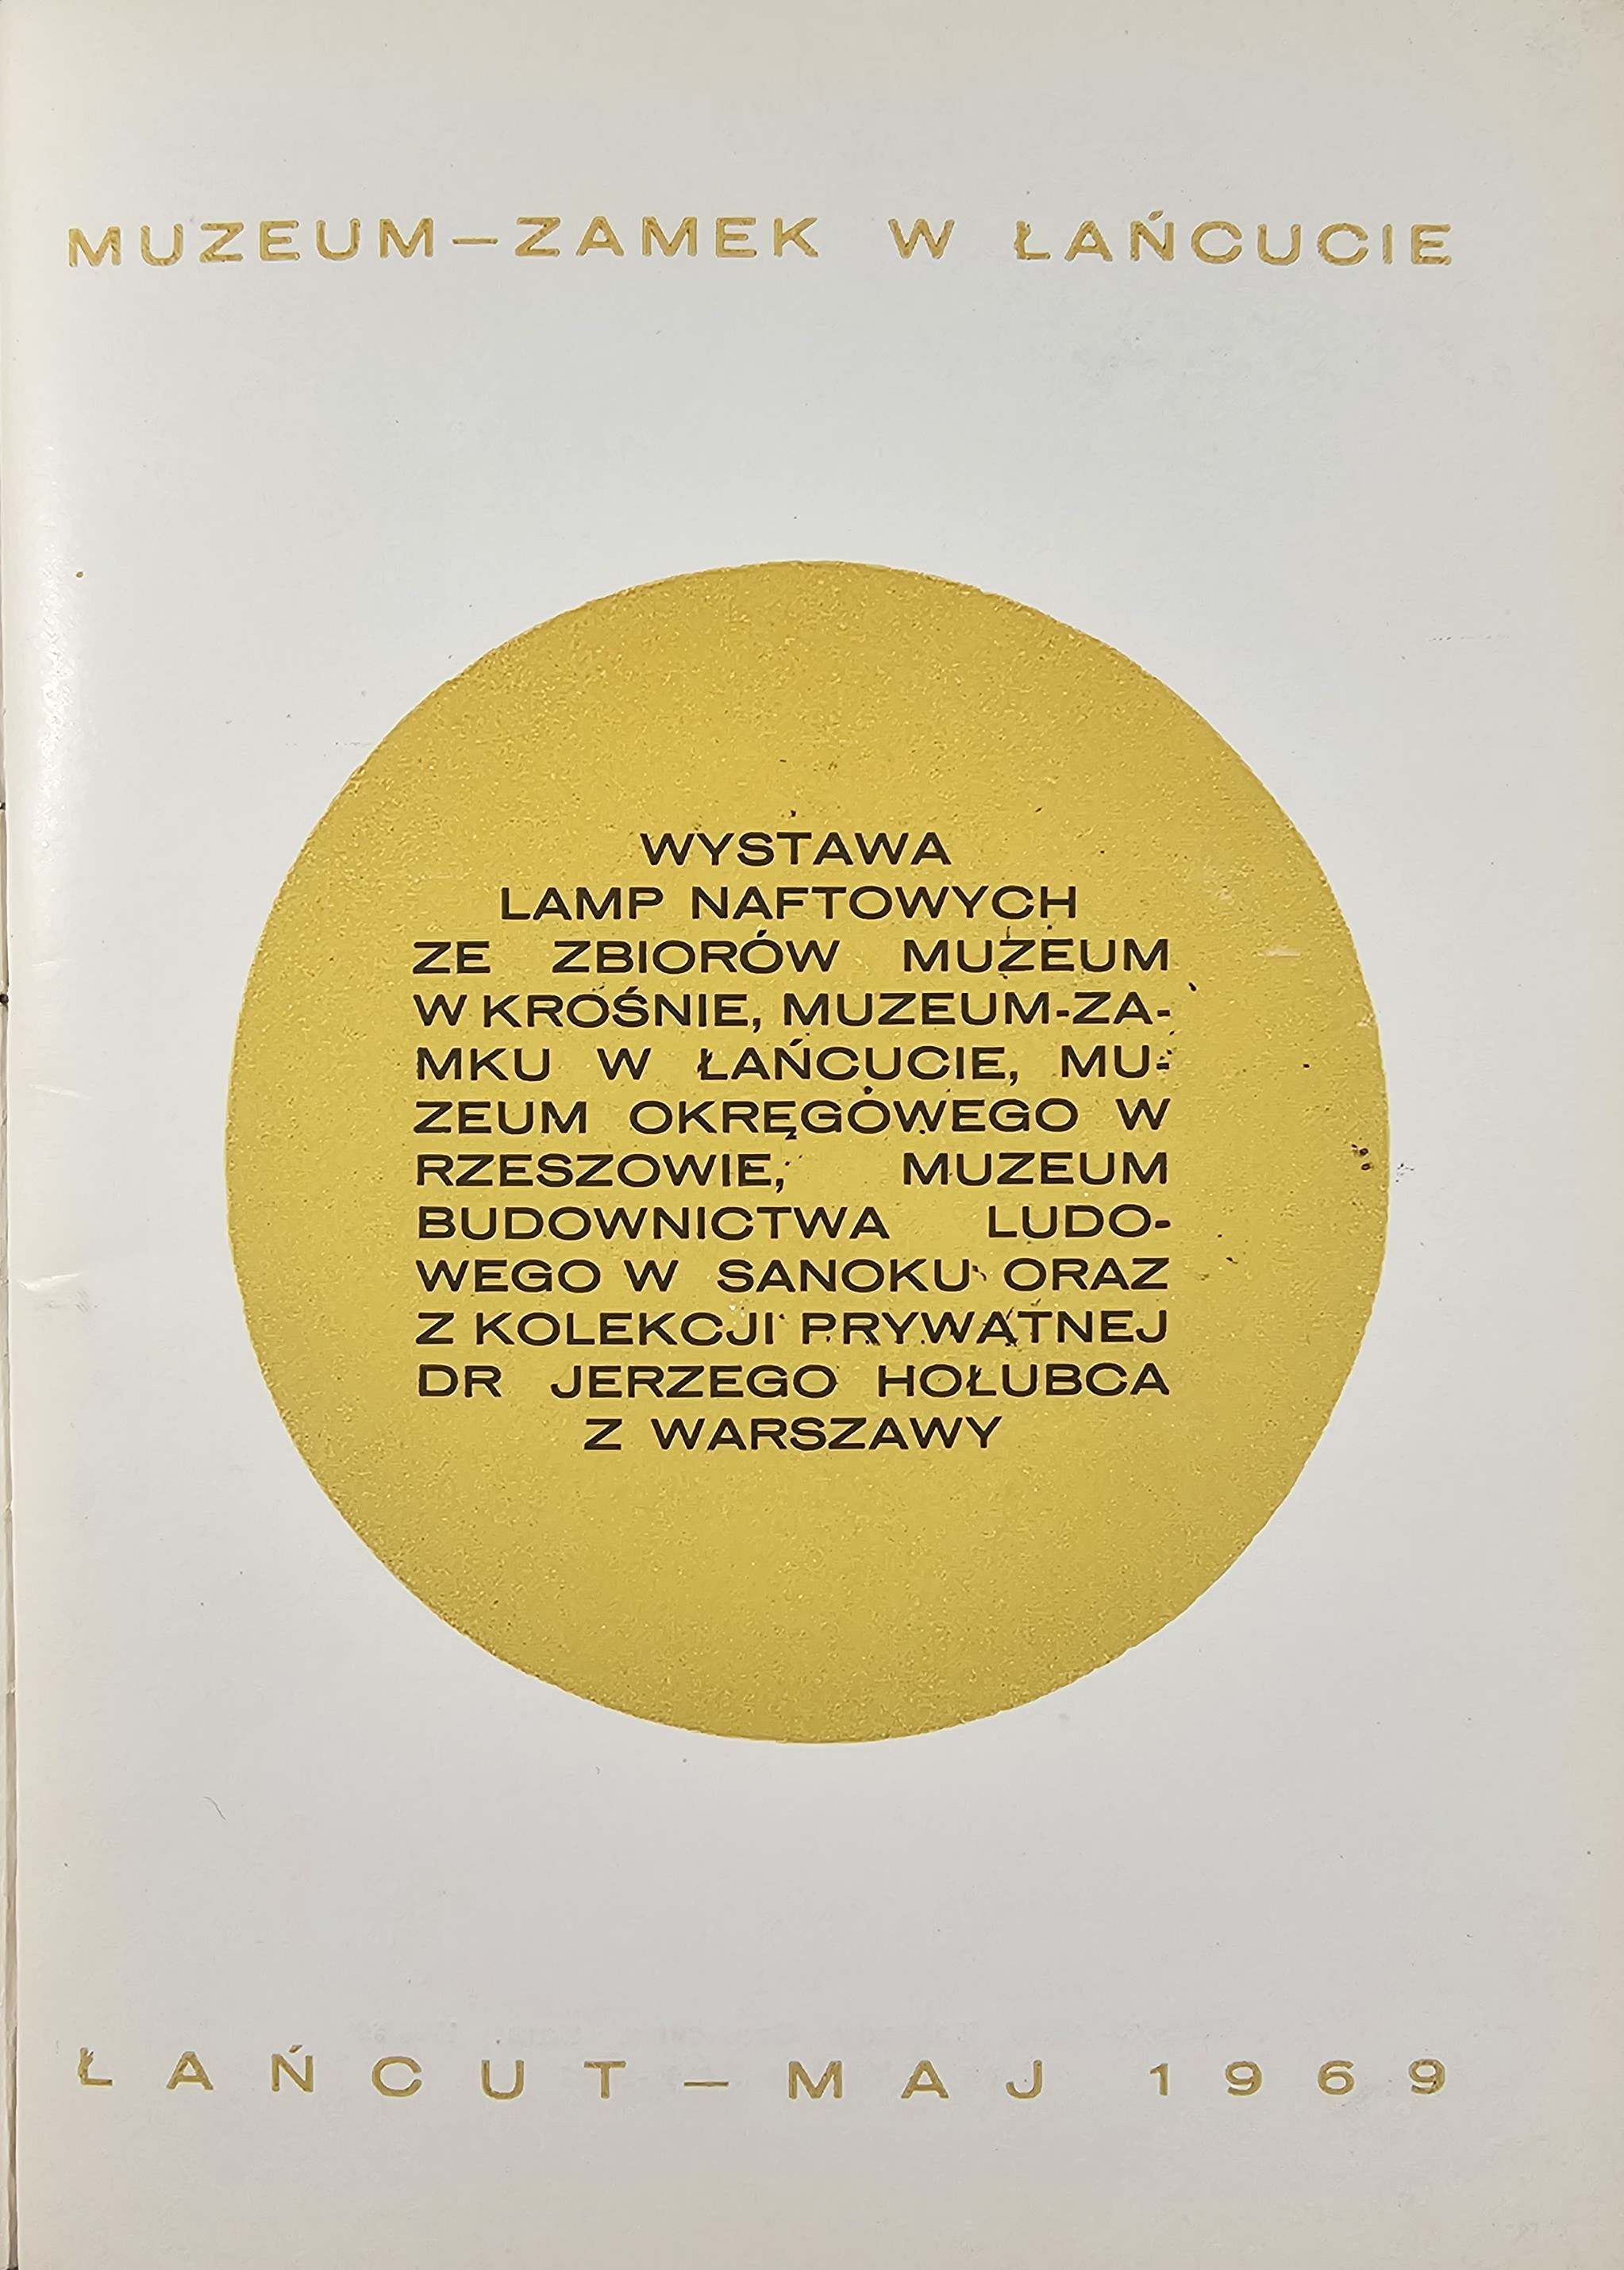 MUZEUM—ZAMEK W ŁAŃCUCIE
WYSTAWA
LAMP NAFTOWYCH
ZE ZBIORÓW MUZEUM
W KROŚNIE, MUZEUM-ZA-
MKU W ŁAŃCUCIE, MU-
ZEUM OKRĘGOWEGO W
RZESZOWIE, MUZEUM
BUDOWNICTWA LUDO-
WEGO W SANOKU ORAZ
Z KOLEKCJI PRYWATNEJ
DR JERZEGO HOŁUBCA
Z WARSZAWY
ŁAŃCUT — MAJ 1969